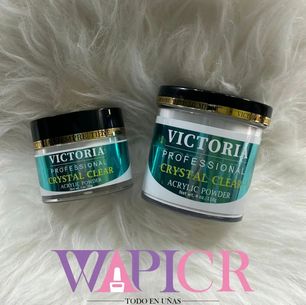 VICTORIA
PROFESSIONAL
CRYSTAL CLEAR
ACRYLIC POWDER
VICTORIA
PROFESSIONAL
CRYSTAL CLEAR
ACRYLIC POWDER
WAPICR
TODO EN UÑAS